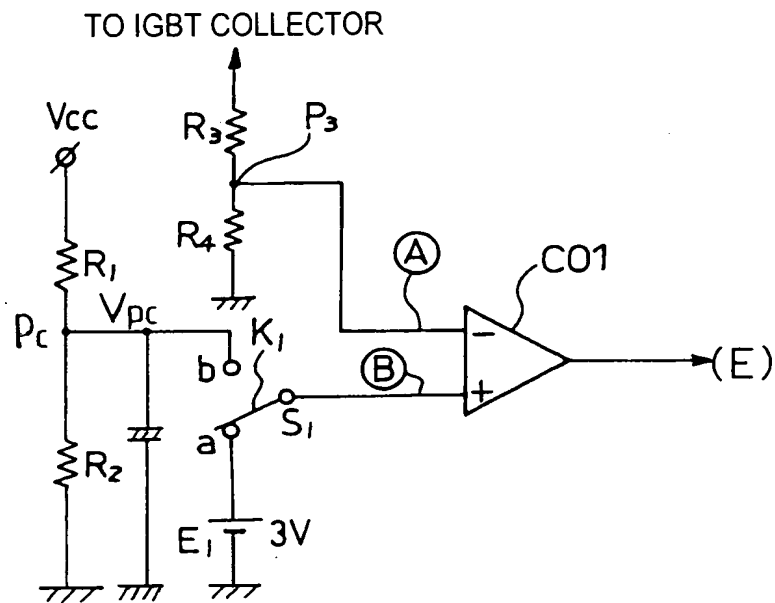 TO IGBT COLLECTOR
Vcc
R3
P3
R4
A
CO1
R1
Vpc
Pc
K1
b
B
−
+
(E)
S1
a
R2
E1
3V